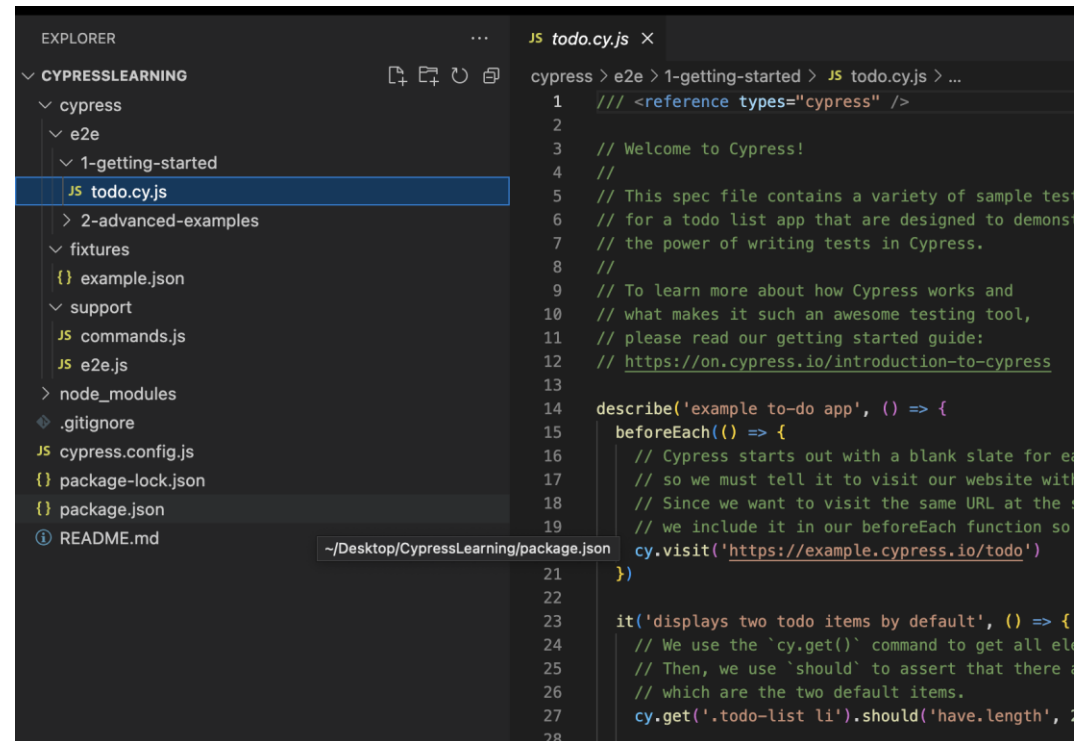 EXPLORER
CYPRESSLEARNING
cypress
e2e
1-getting-started
JS todo.cy.js
2-advanced-examples
fixtures
{} example.json
support
JS commands.js
JS e2e.js
node_modules
.gitignore
JS cypress.config.js
{} package-lock.json
{} package.json
README.md
~/Desktop/CypressLearning/package.json
JS todo.cy.js
cypress > e2e > 1-getting-started > JS todo.cy.js > ...
1 /// <reference types="cypress" />
2
3 // Welcome to Cypress!
4 //
5 // This spec file contains a variety of sample
6 // for a todo list app that are designed to
7 // the power of writing tests in Cypress.
8 //
9 // To learn more about how Cypress works and
10 // what makes it such an awesome testing tool,
11 // please read our getting started guide:
12 // https://on.cypress.io/introduction-to-cypress
13
14 describe('example to-do app', () => {
15 beforeEach(() => {
16 // Cypress starts out with a blank slate for
17 // so we must tell it to visit our website
18 // Since we want to visit the same URL at the
19 // we include it in our beforeEach function so
cy.visit('https://example.cypress.io/todo')
21 })
22
23 it('displays two todo items by default', () => {
24 // We use the `cy.get()` command to get all
25 // Then, we use `should` to assert that there
26 // which are the two default items.
27 cy.get('.todo-list li').should('have.length',
28